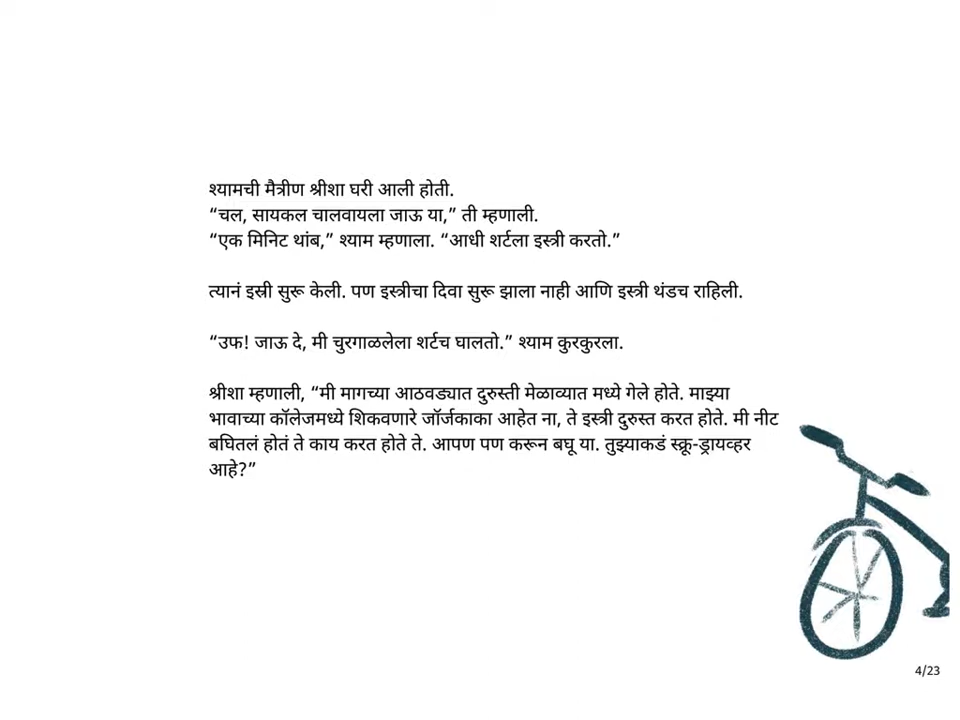 श्यामची मैत्रीण श्रीशा घरी आली होती.
“चल, सायकल चालवायला जाऊ या,” ती म्हणाली.
“एक मिनिट थांब,” श्याम म्हणाला. “आधी शर्टला इस्त्री करतो.”
त्यानं इस्री सुरू केली. पण इस्त्रीचा दिवा सुरू झाला नाही आणि इस्त्री थंडच राहिली.
“उफ! जाऊ दे, मी चुरगाळलेला शर्टच घालतो.” श्याम कुरकुरला.
श्रीशा म्हणाली, “मी मागच्या आठवड्यात दुरुस्ती मेळाव्यात मध्ये गेले होते. माझ्या
भावाच्या कॉलेजमध्ये शिकवणारे जॉर्जकाका आहेत ना, ते इस्त्री दुरुस्त करत होते. मी नीट
बघितलं होतं ते काय करत होते ते. आपण पण करून बघू या. तुझ्याकडं स्क्रू-ड्रायव्हर
आहे?”
4/23